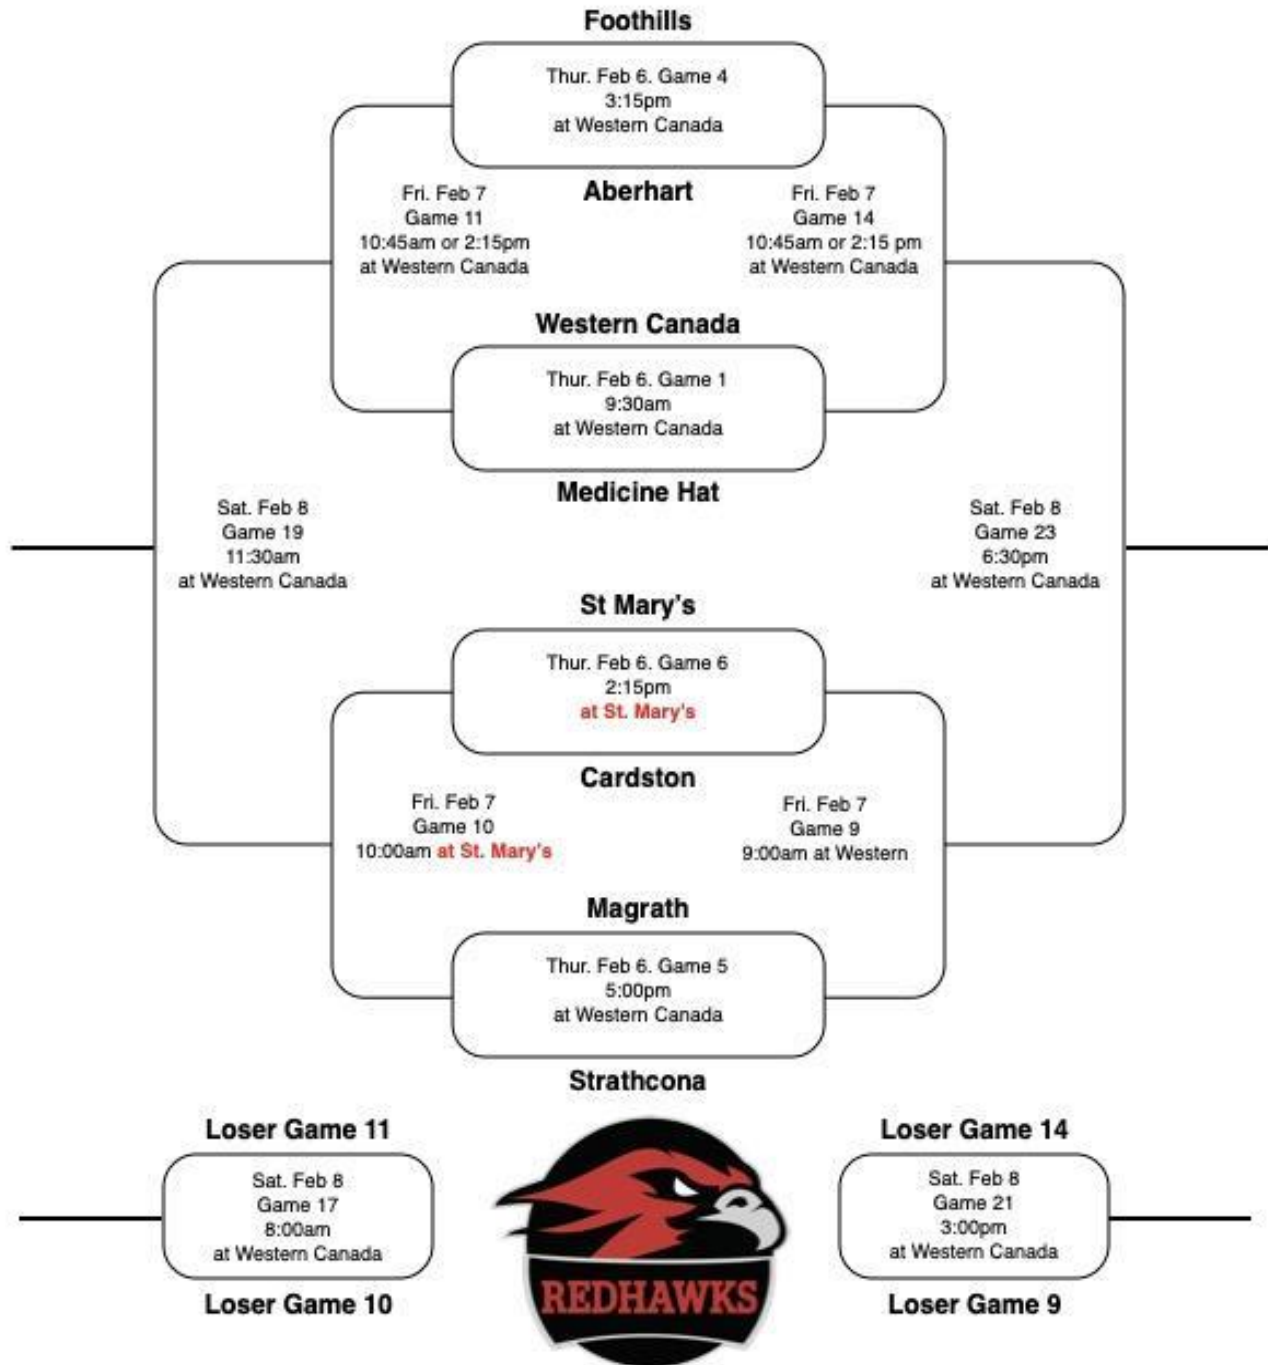 Foothills
Thur. Feb 6. Game 4
3:15pm
at Western Canada
Aberhart
Fri. Feb 7
Game 11
10:45am or 2:15pm
at Western Canada
Fri. Feb 7
Game 14
10:45am or 2:15 pm
at Western Canada
Western Canada
Thur. Feb 6. Game 1
9:30am
at Western Canada
Medicine Hat
Sat. Feb 8
Game 19
11:30am
at Western Canada
Sat. Feb 8
Game 23
6:30pm
at Western Canada
St Mary's
Thur. Feb 6. Game 6
2:15pm
at St. Mary's
Cardston
Fri. Feb 7
Game 10
10:00am at St. Mary's
Fri. Feb 7
Game 9
9:00am at Western
Magrath
Thur. Feb 6. Game 5
5:00pm
at Western Canada
Strathcona
Loser Game 11
Sat. Feb 8
Game 17
8:00am
at Western Canada
Loser Game 10
REDHAWKS
Loser Game 14
Sat. Feb 8
Game 21
3:00pm
at Western Canada
Loser Game 9